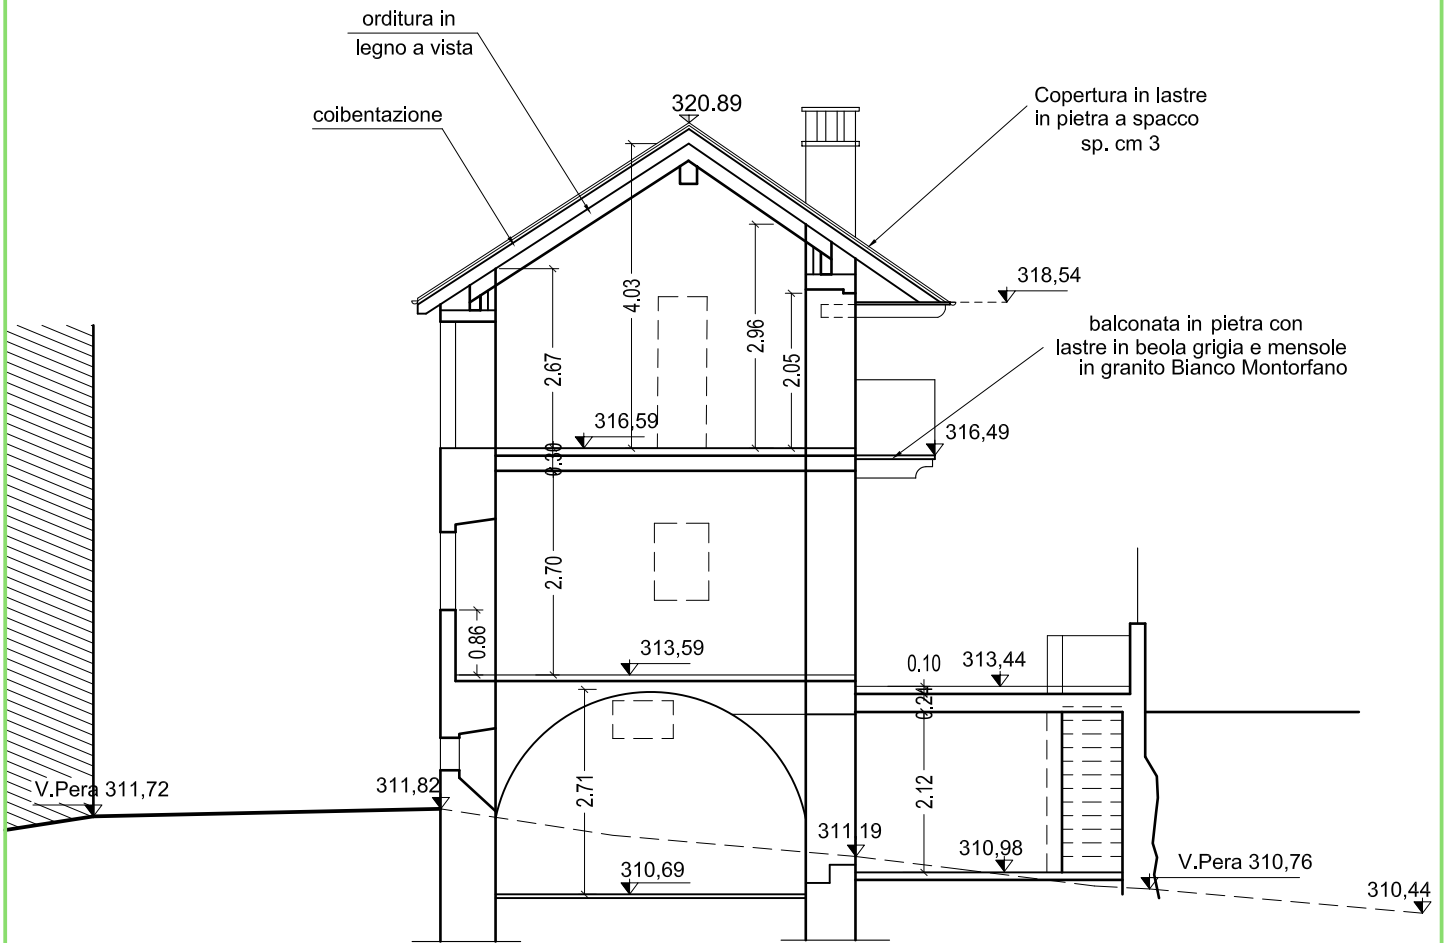 orditura in
legno a vista
coibentazione
320.89
Copertura in lastre
in pietra a spacco
sp. cm 3
318,54
4.03
2.96
2.67
2.05
balconata in pietra con
lastre in beola grigia e mensole
in granito Bianco Montorfano
316,59
316,49
0.30
2.70
0.86
313,59
0.10
313,44
0.24
2.71
2.12
V.Pera 311,72
311,82
311,19
310,98
310,69
V.Pera 310,76
310,44